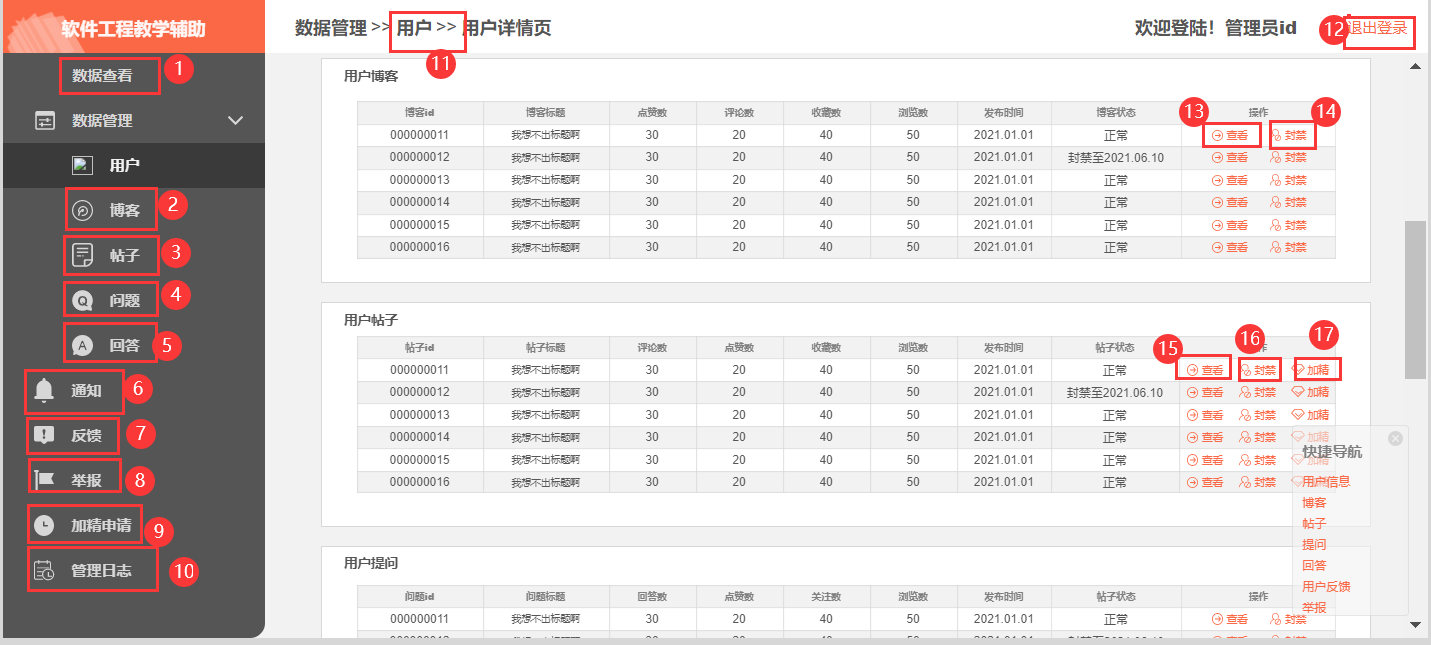 软件工程教学辅助
数据管理 >> 用户 >> 用户详情页
欢迎登陆！管理员id
12
退出登录
11
数据查看
1
数据管理
用户
博客
2
帖子
3
问题
4
回答
5
通知
6
反馈
7
举报
8
加精申请
9
管理日志
10
用户博客
13
14
博客id 博客标题 点赞数 评论数 收藏数 浏览数 发布时间 博客状态 操作
000000011 我想不出标题啊 30 20 40 50 2021.01.01 正常 查看 封禁
000000012 我想不出标题啊 30 20 40 50 2021.01.01 封禁至2021.06.10 查看 封禁
000000013 我想不出标题啊 30 20 40 50 2021.01.01 正常 查看 封禁
000000014 我想不出标题啊 30 20 40 50 2021.01.01 正常 查看 封禁
000000015 我想不出标题啊 30 20 40 50 2021.01.01 正常 查看 封禁
000000016 我想不出标题啊 30 20 40 50 2021.01.01 正常 查看 封禁
用户帖子
15
16
17
帖子id 帖子标题 评论数 点赞数 收藏数 浏览数 发布时间 帖子状态 作
000000011 我想不出标题啊 30 20 40 50 2021.01.01 正常 查看 封禁 加精
000000012 我想不出标题啊 30 20 40 50 2021.01.01 封禁至2021.06.10 查看 封禁 加精
000000013 我想不出标题啊 30 20 40 50 2021.01.01 正常 查看 封禁 加精
000000014 我想不出标题啊 30 20 40 50 2021.01.01 正常 查看 封禁 加精
000000015 我想不出标题啊 30 20 40 50 2021.01.01 正常 查看 封禁 加精
000000016 我想不出标题啊 30 20 40 50 2021.01.01 正常 查看 封禁
快捷导航
用户信息
博客
帖子
提问
回答
用户反馈
举报
用户提问
问题id 问题标题 回答数 点赞数 关注数 浏览数 发布时间 帖子状态 操作
000000011 我想不出标题啊 30 20 40 50 2021.01.01 正常 查看 封禁